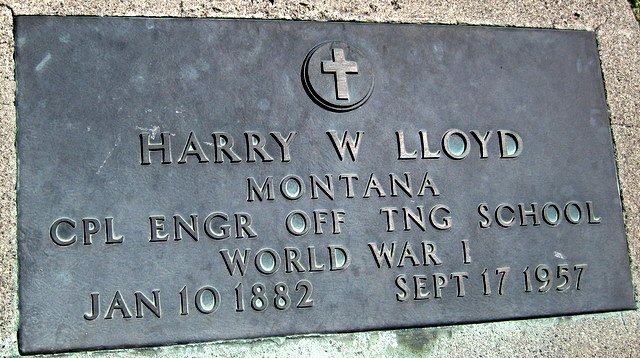 HARRY W LLOYD
MONTANA
CPL ENGR OFF TNG SCHOOL
WORLD WAR I
JAN 10 1882 SEPT 17 1957